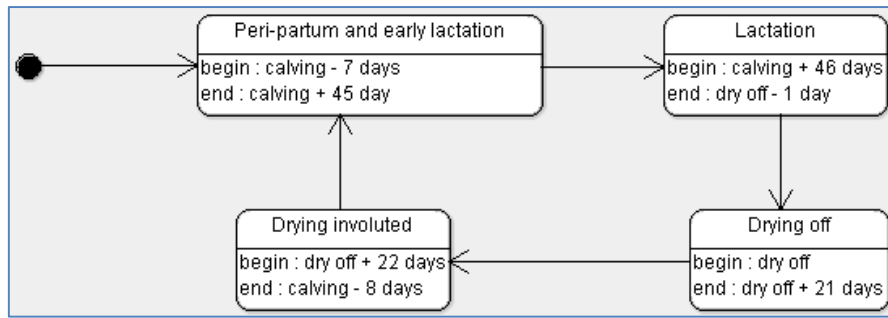 Peri-partum and early lactation
begin : calving - 7 days
end : calving + 45 day
Lactation
begin : calving + 46 days
end : dry off - 1 day
Drying involuted
begin : dry off + 22 days
end : calving - 8 days
Drying off
begin : dry off
end : dry off + 21 days